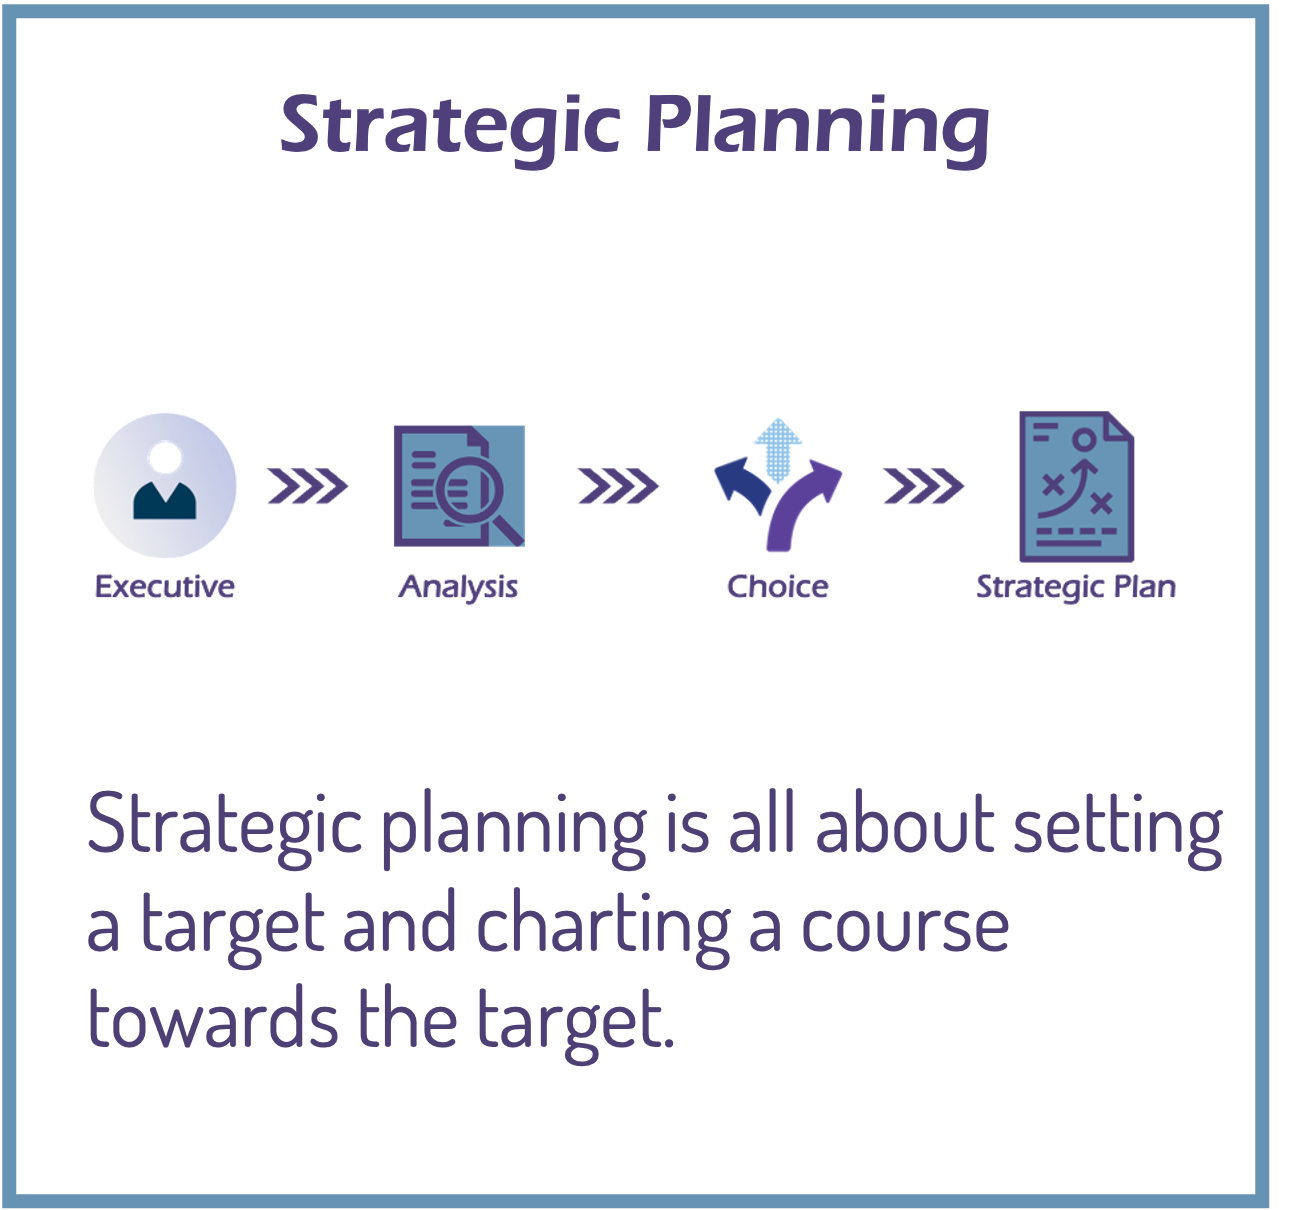 Strategic Planning
Executive
Analysis
Choice
Strategic Plan
Strategic planning is all about setting
a target and charting a course
towards the target.